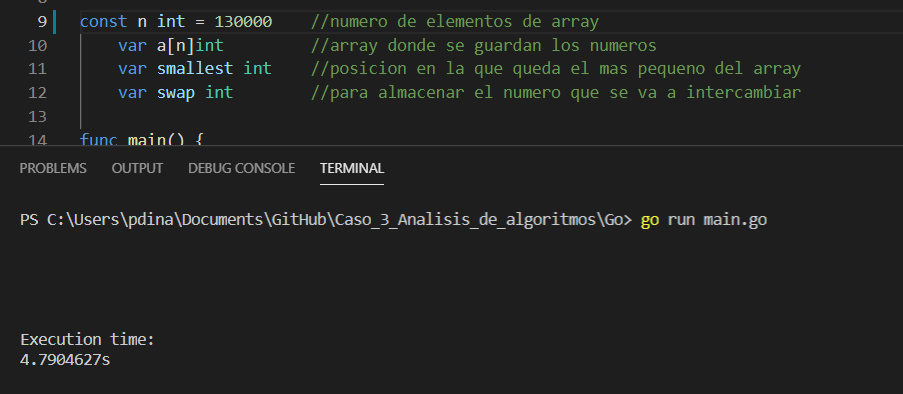 9 const n int = 130000 //numero de elementos de array
10 var a[n]int //array donde se guardan los numeros
11 var smallest int //posicion en la que queda el mas pequeno del array
12 var swap int //para almacenar el numero que se va a intercambiar
13
14 func main() {
PROBLEMS OUTPUT DEBUG CONSOLE TERMINAL
PS C:\Users\pdina\Documents\GitHub\Caso_3_Analisis_de_algoritmos\Go> go run main.go
Execution time:
4.7904627s